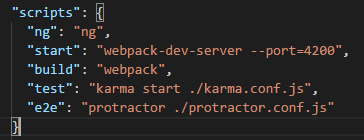 "scripts": {
"ng": "ng",
"start": "webpack-dev-server --port=4200",
"build": "webpack",
"test": "karma start ./karma.conf.js",
"e2e": "protractor ./protractor.conf.js"
}